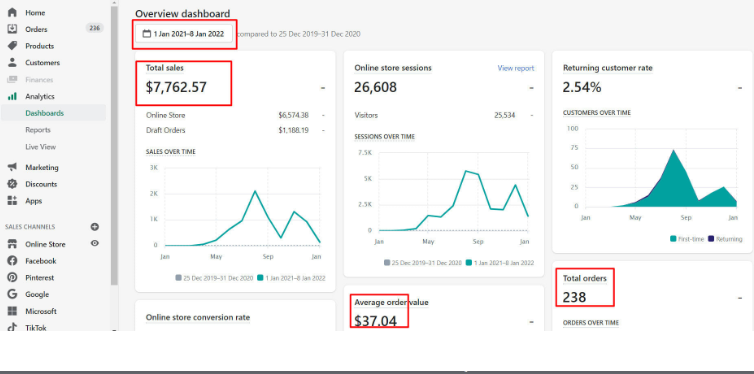 Home
Orders 236
Products
Customers
Finances
Analytics
Dashboards
Reports
Live View
Marketing
Discounts
Apps
SALES CHANNELS
Online Store
Facebook
Pinterest
Google
Microsoft
TikTok
Overview dashboard
1 Jan 2021–8 Jan 2022 compared to 25 Dec 2019–31 Dec 2020
Total sales
$7,762.57 -
Online Store $6,574.38 -
Draft Orders $1,188.19 -
SALES OVER TIME
3K
2K
1K
0
Jan May Sep Jan
25 Dec 2019–31 Dec 2020 1 Jan 2021–8 Jan 2022
Online store conversion rate
Online store sessions View report
26,608 -
Visitors 25,534 -
SESSIONS OVER TIME
7.5K
5K
2.5K
0
Jan May Sep Jan
25 Dec 2019–31 Dec 2020 1 Jan 2021–8 Jan 2022
Average order value
$37.04 -
Returning customer rate
2.54% -
CUSTOMERS OVER TIME
100
75
50
25
0
Jan May Sep Jan
First-time Returning
Total orders
238 -
ORDERS OVER TIME